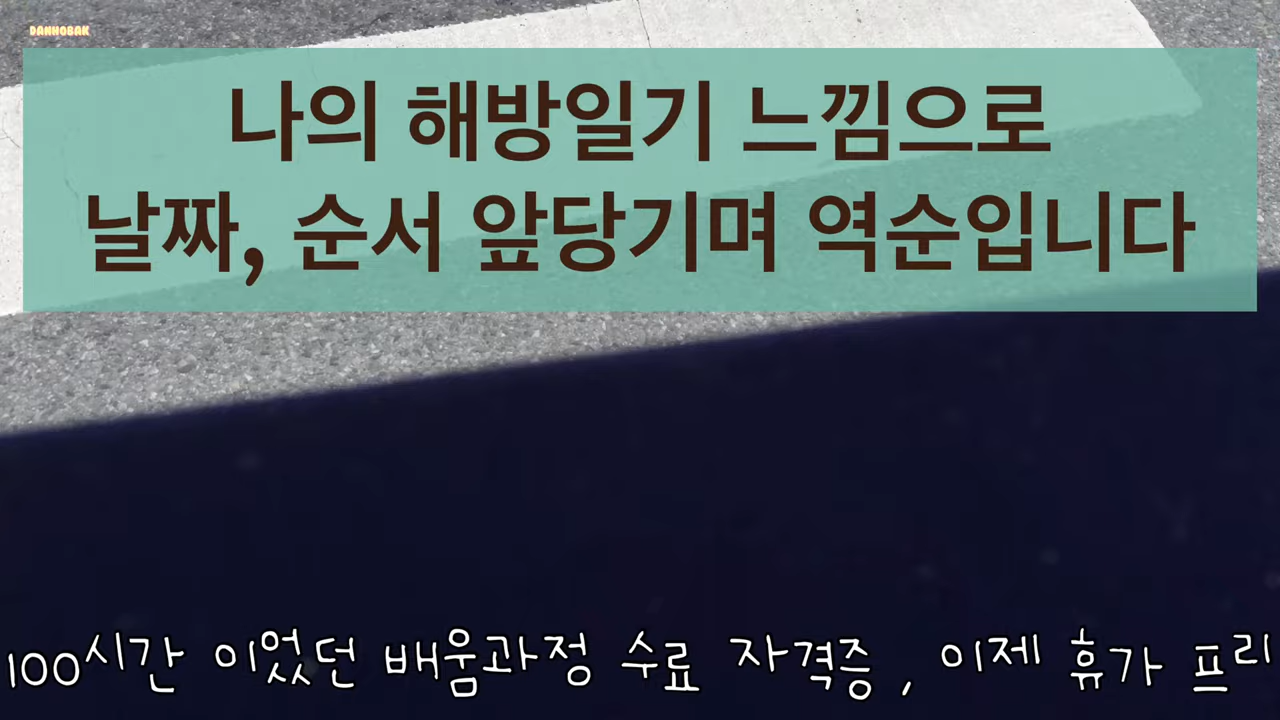 DANHOBAK
나의 해방일기 느낌으로
날짜, 순서 앞당기며 역순입니다
100시간 이었던 배움과정 수료 자격증, 이제 휴가 프리